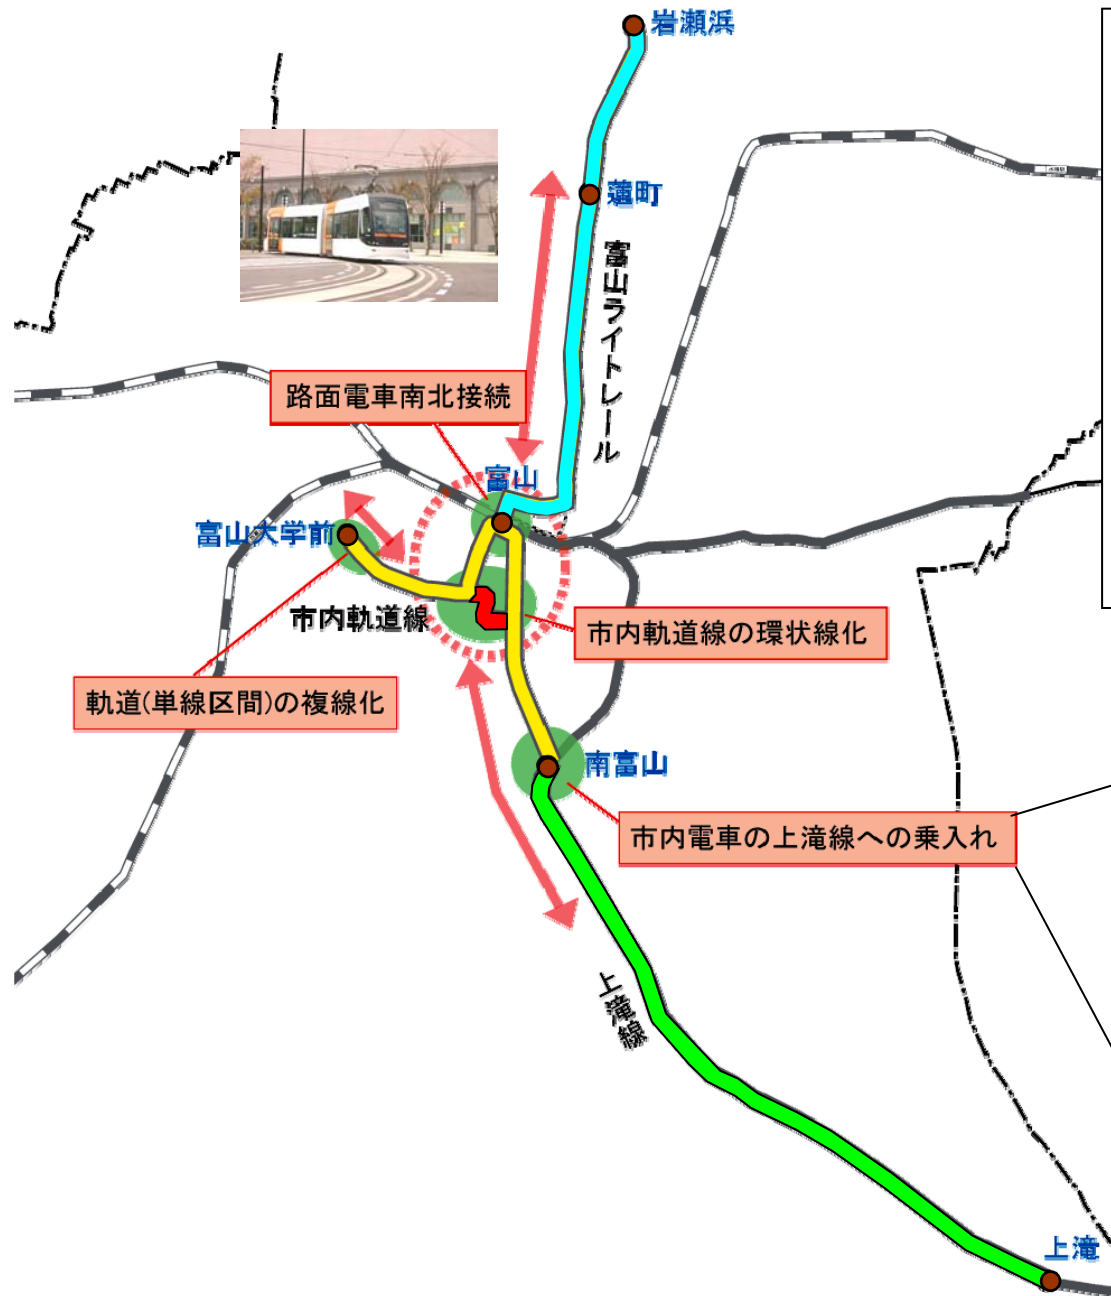 岩瀬浜
蓮町
富山ライトレール
路面電車南北接続
富山
富山大学前
市内軌道線
市内軌道線の環状線化
軌道(単線区間)の複線化
南富山
市内電車の上滝線への乗入れ
上滝線
上滝